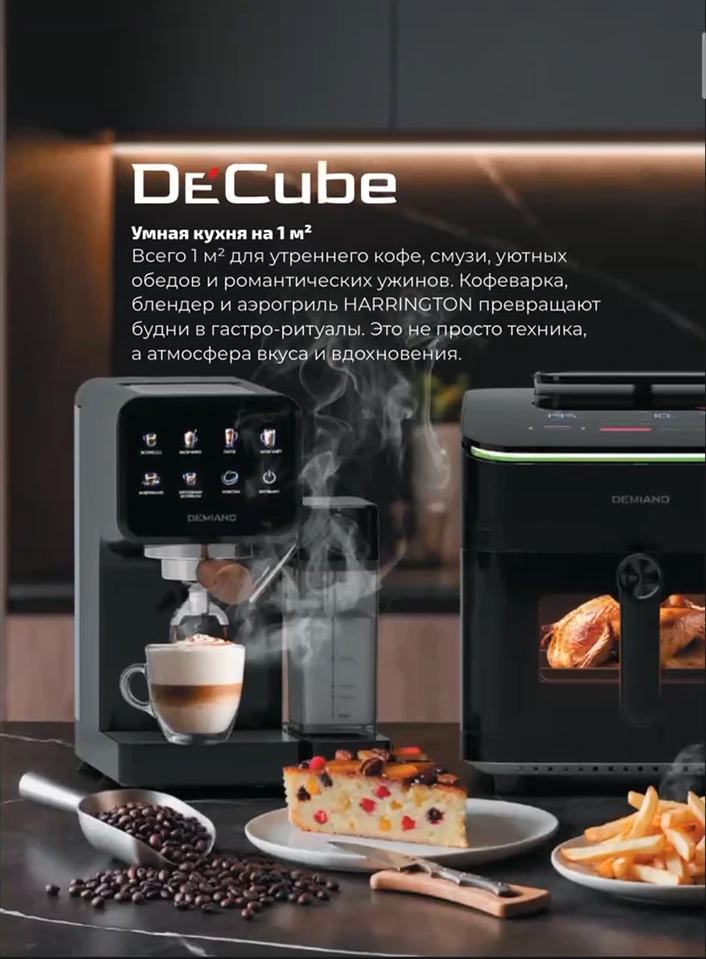 DECube
Умная кухня на 1 м²
Всего 1 м² для утреннего кофе, смузи, уютных
обедов и романтических ужинов. Кофеварка,
блендер и аэрогриль HARRINGTON превращают
будни в гастро-ритуалы. Это не просто техника,
а атмосфера вкуса и вдохновения.
DEMIAND
DEMIAND